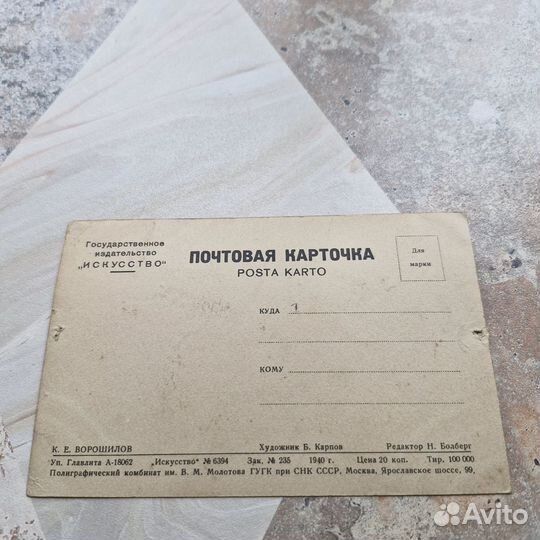 Государственное
издательство
„ИСКУССТВО“
ПОЧТОВАЯ КАРТОЧКА
POSTA KARTO
Для
марки
КУДА
КОМУ
К. Е. ВОРОШИЛОВ Художник Б. Карпов Редактор Н. Болберг
Уп. Главлита А-18062 „Искусство“ № 6394 Зак. № 235 1940 г. Цена 20 коп. Тир. 100 000
Полиграфический комбинат им. В. М. Молотова ГУГК при СНК СССР, Москва, Ярославское шоссе, 99,
Avito